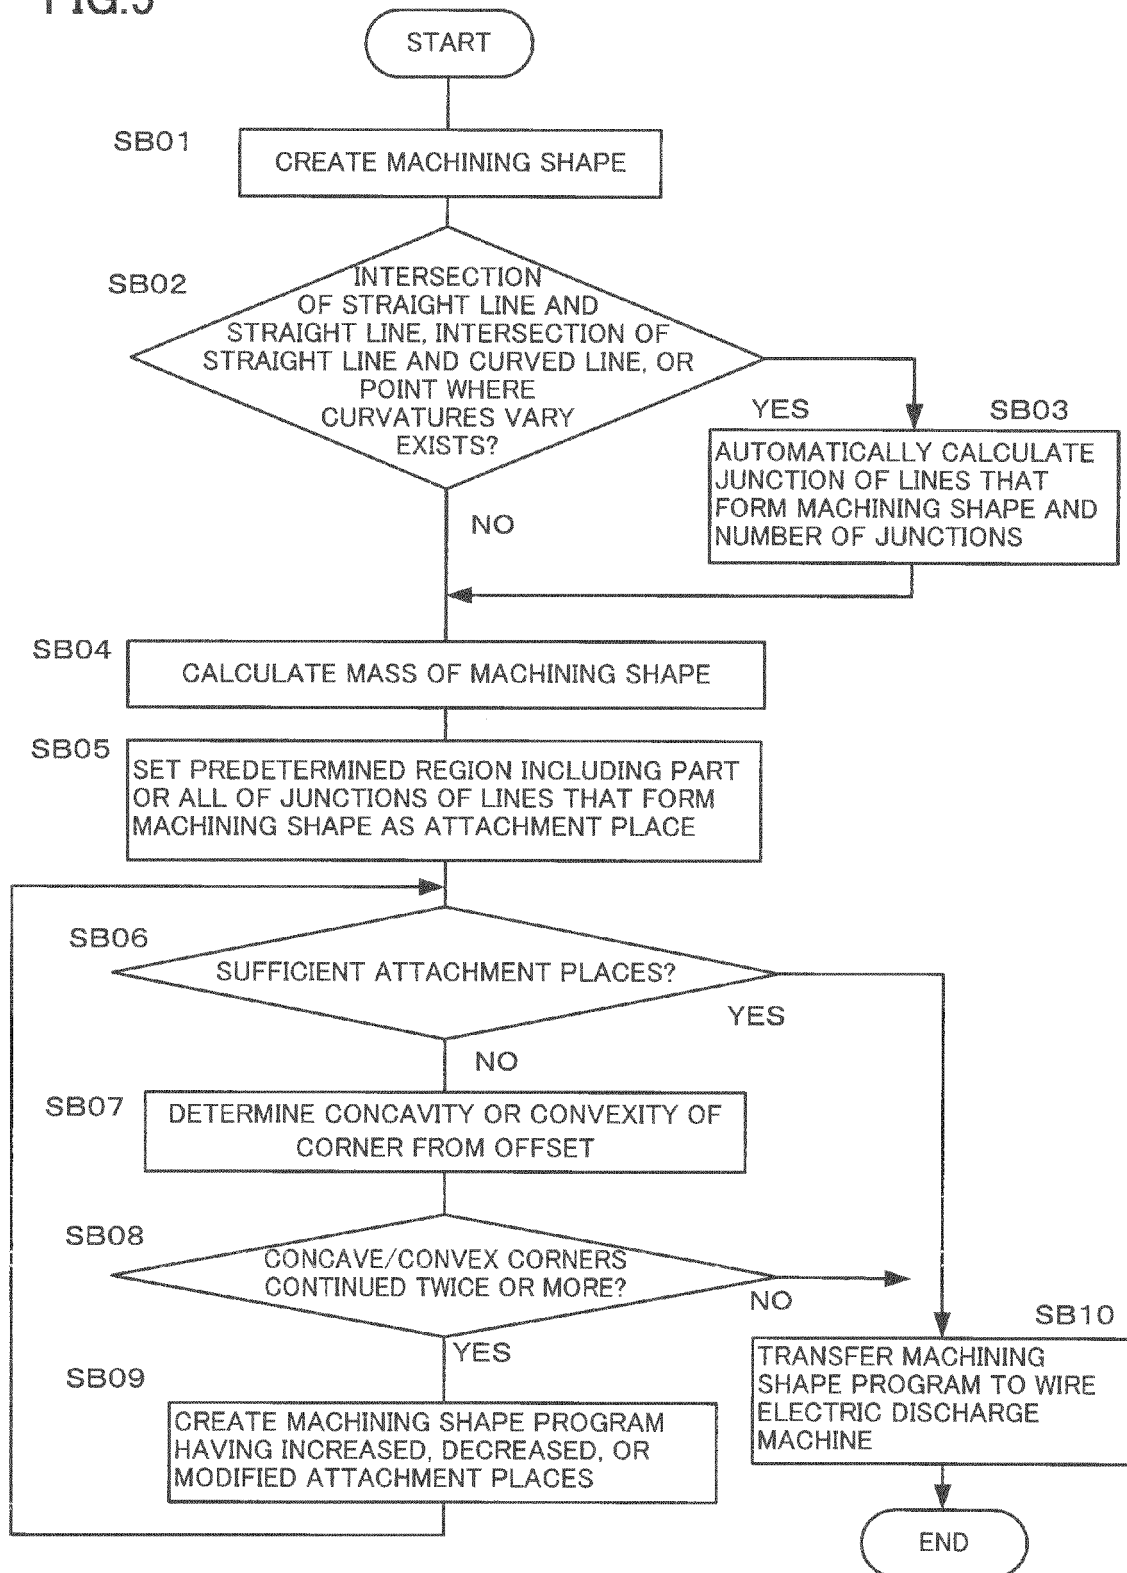 START
SB01
CREATE MACHINING SHAPE
SB02
INTERSECTION
OF STRAIGHT LINE AND
STRAIGHT LINE, INTERSECTION OF
STRAIGHT LINE AND CURVED LINE, OR
POINT WHERE
CURVATURES VARY
EXISTS?
YES
SB03
AUTOMATICALLY CALCULATE
JUNCTION OF LINES THAT
FORM MACHINING SHAPE AND
NUMBER OF JUNCTIONS
NO
SB04
CALCULATE MASS OF MACHINING SHAPE
SB05
SET PREDETERMINED REGION INCLUDING PART
OR ALL OF JUNCTIONS OF LINES THAT FORM
MACHINING SHAPE AS ATTACHMENT PLACE
SB06
SUFFICIENT ATTACHMENT PLACES?
YES
NO
SB07
DETERMINE CONCAVITY OR CONVEXITY OF
CORNER FROM OFFSET
SB08
CONCAVE/CONVEX CORNERS
CONTINUED TWICE OR MORE?
NO
YES
SB09
CREATE MACHINING SHAPE PROGRAM
HAVING INCREASED, DECREASED, OR
MODIFIED ATTACHMENT PLACES
SB10
TRANSFER MACHINING
SHAPE PROGRAM TO WIRE
ELECTRIC DISCHARGE
MACHINE
END